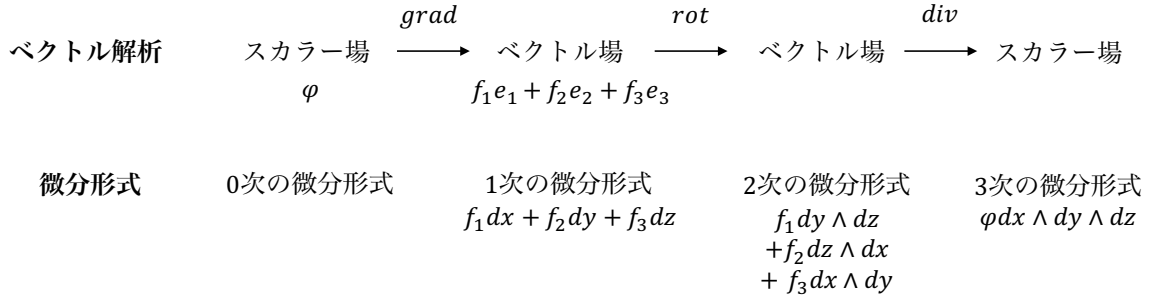 grad rot div
ベクトル解析 スカラー場 ⟶ ベクトル場 ⟶ ベクトル場 ⟶ スカラー場
φ f₁e₁ + f₂e₂ + f₃e₃
微分形式 0次の微分形式 1次の微分形式 2次の微分形式 3次の微分形式
f₁dx + f₂dy + f₃dz f₁dy ∧ dz φdx ∧ dy ∧ dz
+f₂dz ∧ dx
+ f₃dx ∧ dy